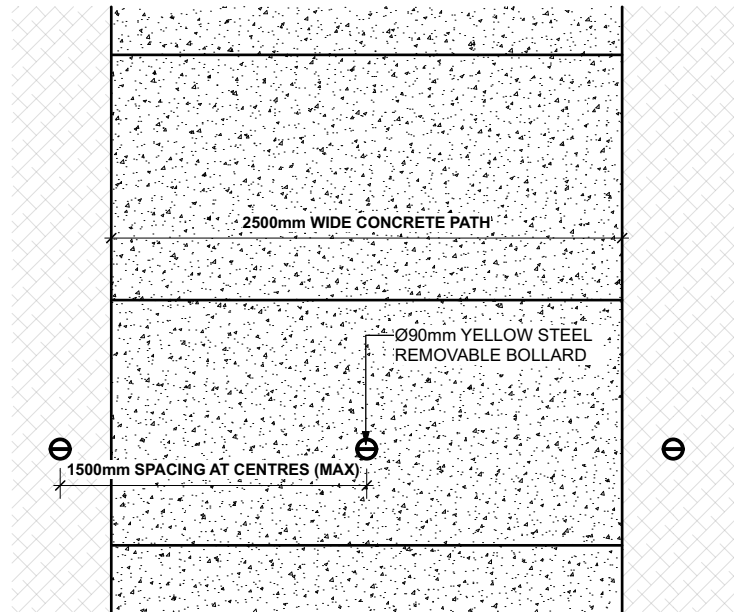 2500mm WIDE CONCRETE PATH
Ø90mm YELLOW STEEL
REMOVABLE BOLLARD
1500mm SPACING AT CENTRES (MAX)